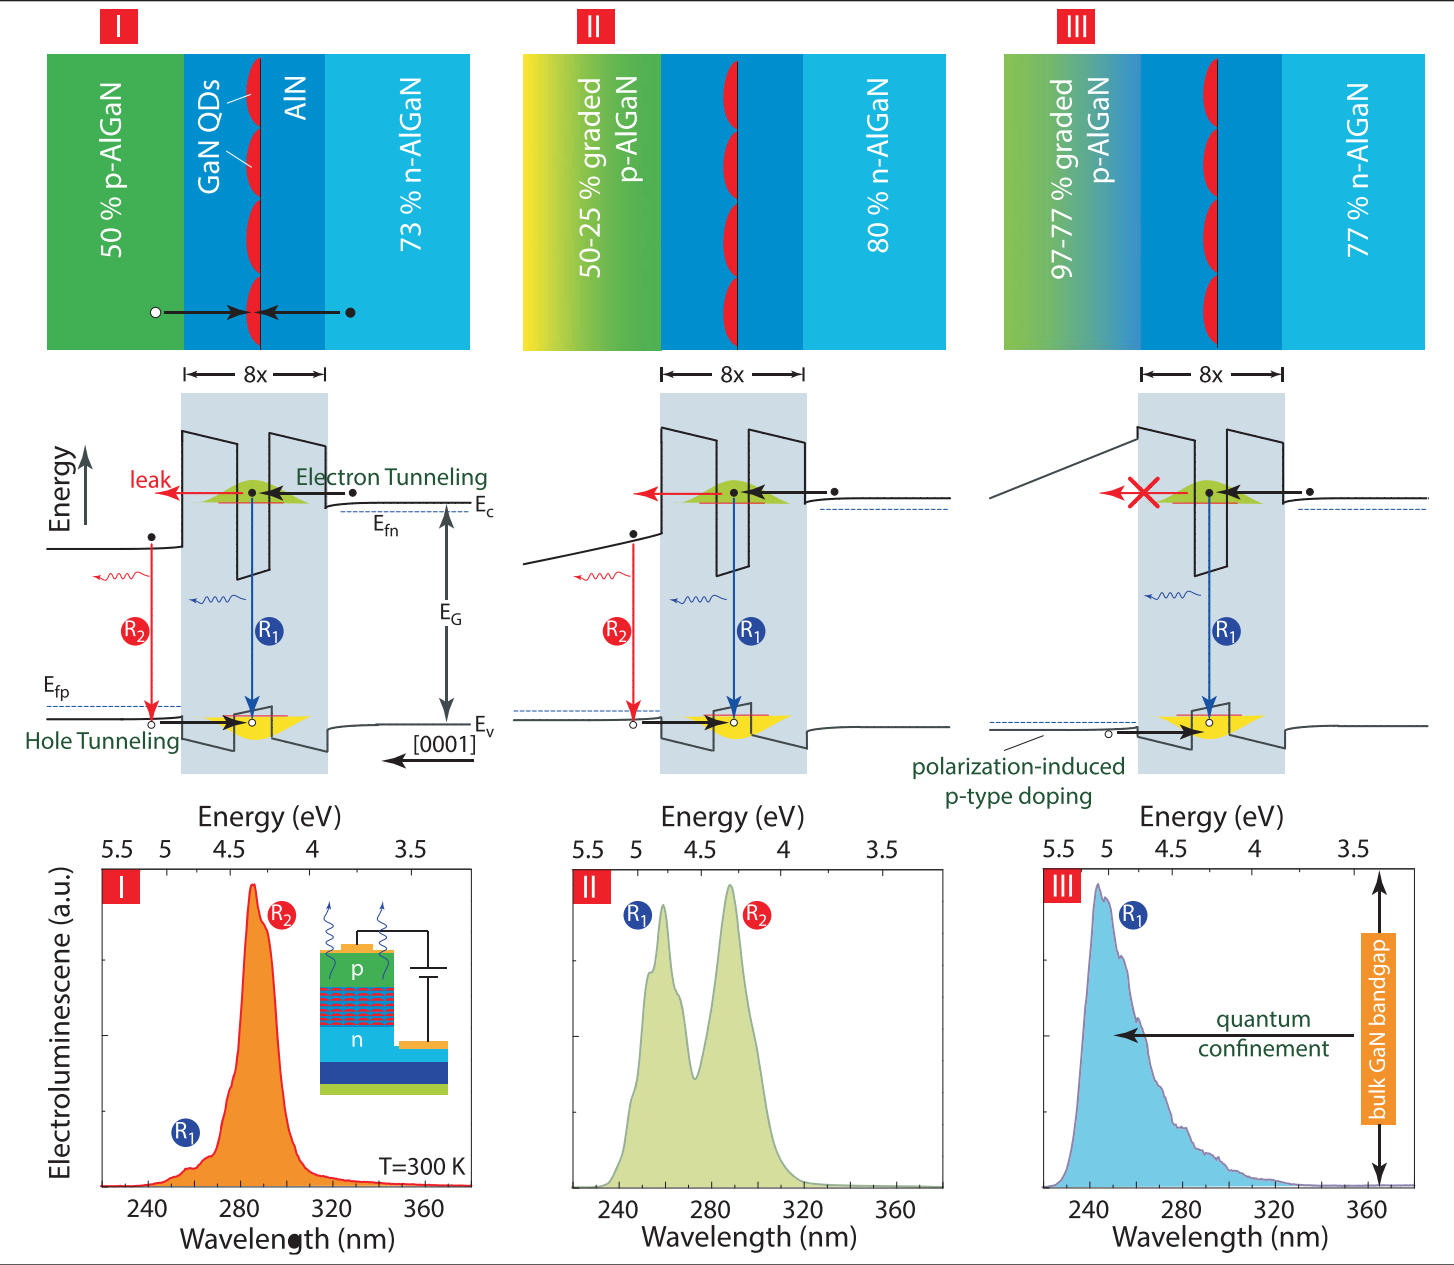 I
II
III
50 % p-AlGaN
GaN QDs
AlN
73 % n-AlGaN
50-25 % graded
p-AlGaN
80 % n-AlGaN
97-77 % graded
p-AlGaN
77 % n-AlGaN
8x
8x
8x
Energy
leak
Electron Tunneling
Ec
Efn
EG
R2
R1
R2
R1
R1
Efp
Ev
Hole Tunneling
[0001]
polarization-induced
p-type doping
Energy (eV)
Energy (eV)
Energy (eV)
5.5 5 4.5 4 3.5
5.5 5 4.5 4 3.5
5.5 5 4.5 4 3.5
Electroluminescene (a.u.)
I
R2
R1
p
n
T=300 K
II
R1
R2
III
R1
quantum
confinement
bulk GaN bandgap
240 280 320 360
240 280 320 360
240 280 320 360
Wavelength (nm)
Wavelength (nm)
Wavelength (nm)